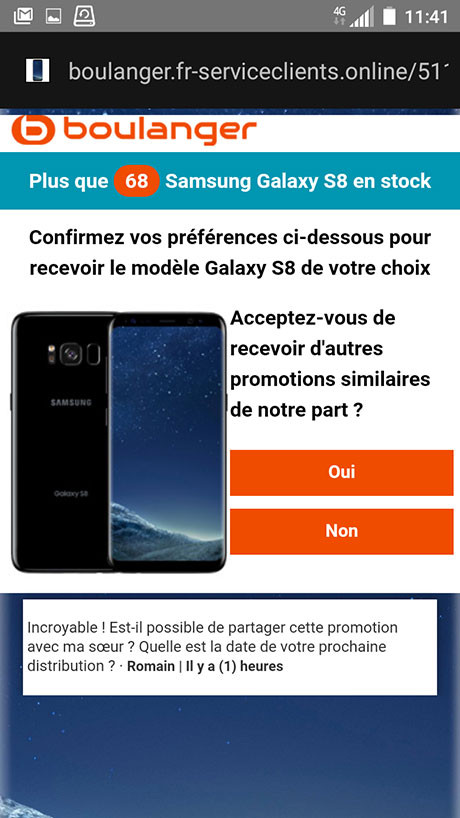 4G 11:41
boulanger.fr-serviceclients.online/511
boulanger
Plus que 68 Samsung Galaxy S8 en stock
Confirmez vos préférences ci-dessous pour
recevoir le modèle Galaxy S8 de votre choix
Acceptez-vous de
recevoir d'autres
promotions similaires
de notre part ?
SAMSUNG
Galaxy S8
Oui
Non
Incroyable ! Est-il possible de partager cette promotion
avec ma sœur ? Quelle est la date de votre prochaine
distribution ? · Romain | Il y a (1) heures